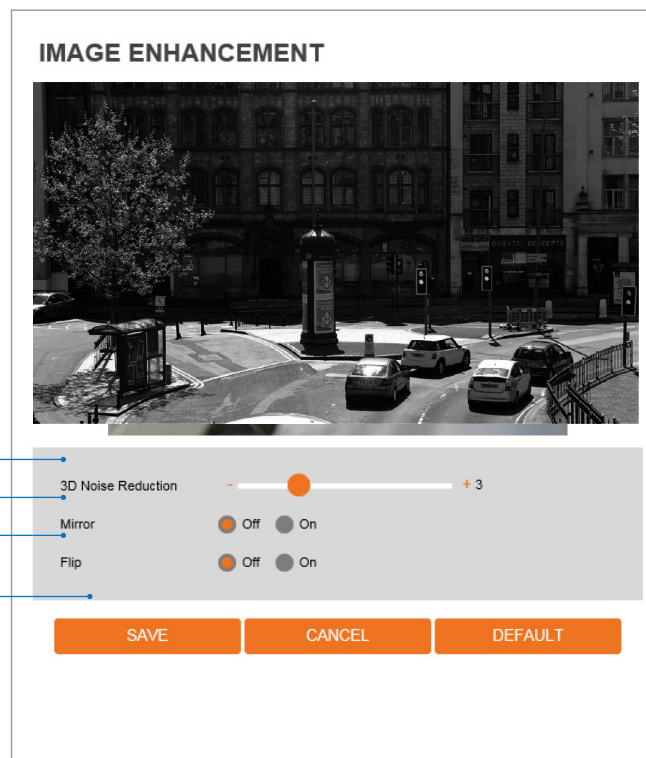 IMAGE ENHANCEMENT
ORIENTAL CONCEPTS
3D Noise Reduction - + 3
Mirror Off On
Flip Off On
SAVE CANCEL DEFAULT